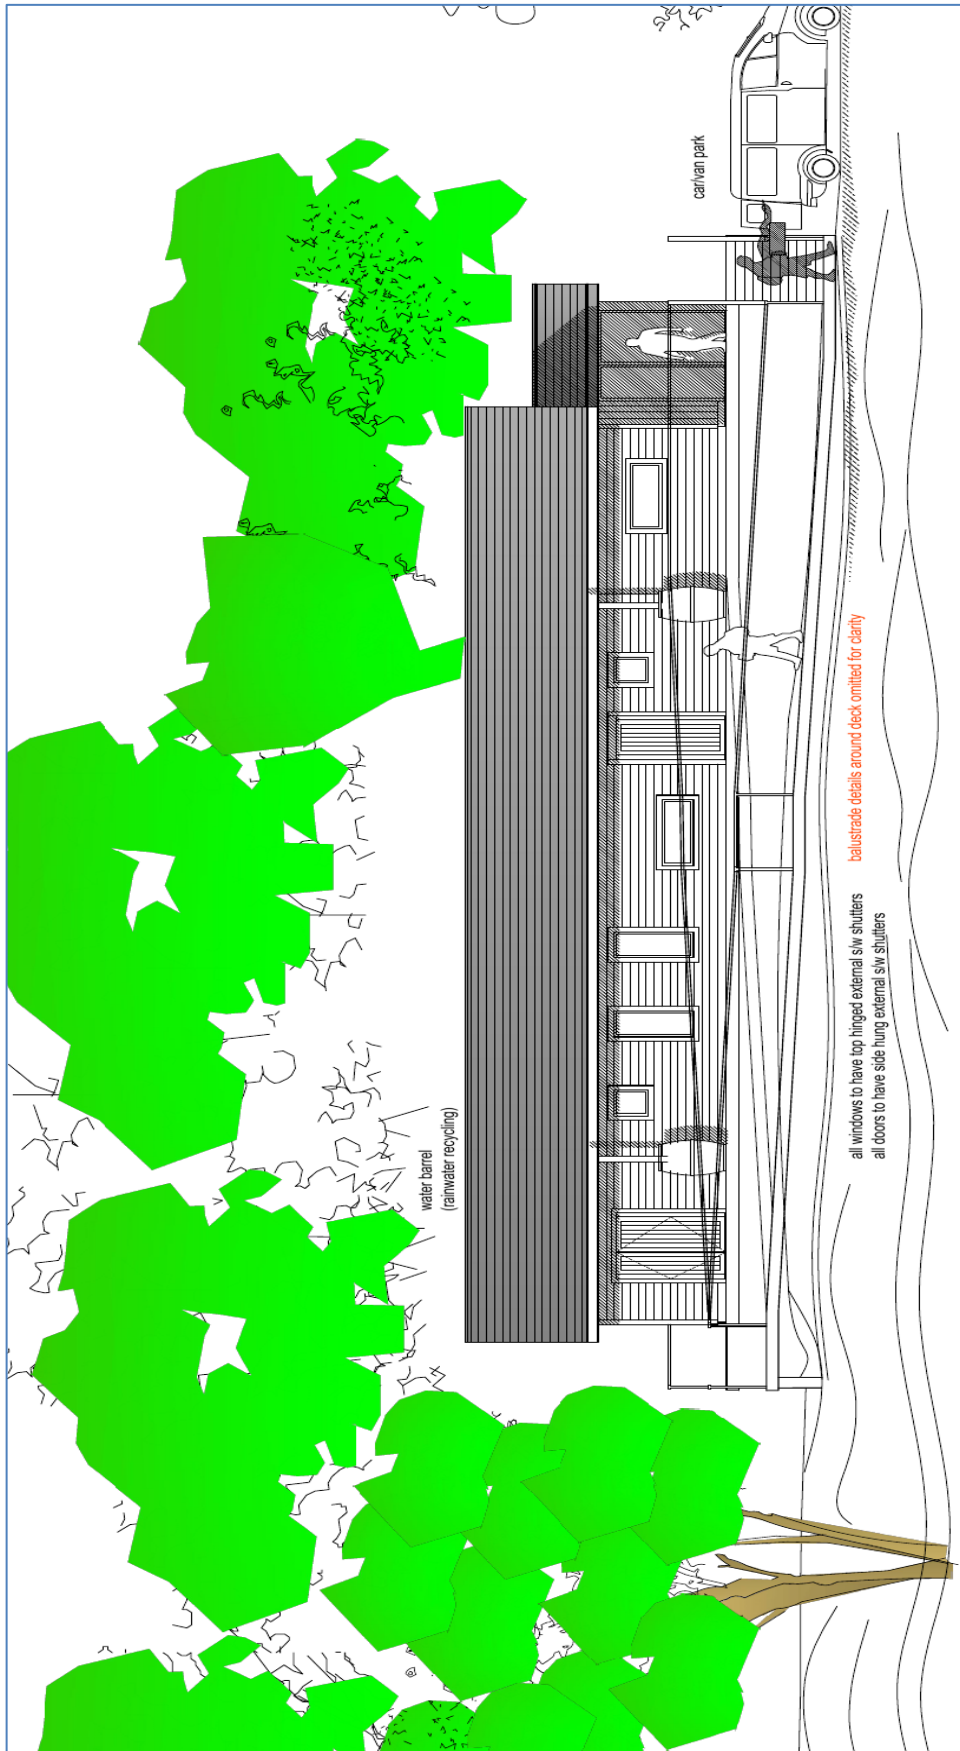 water barrel
(rainwater recycling)
car/van park
all windows to have top hinged external s/w shutters
all doors to have side hung external s/w shutters
balustrade details around deck omitted for clarity